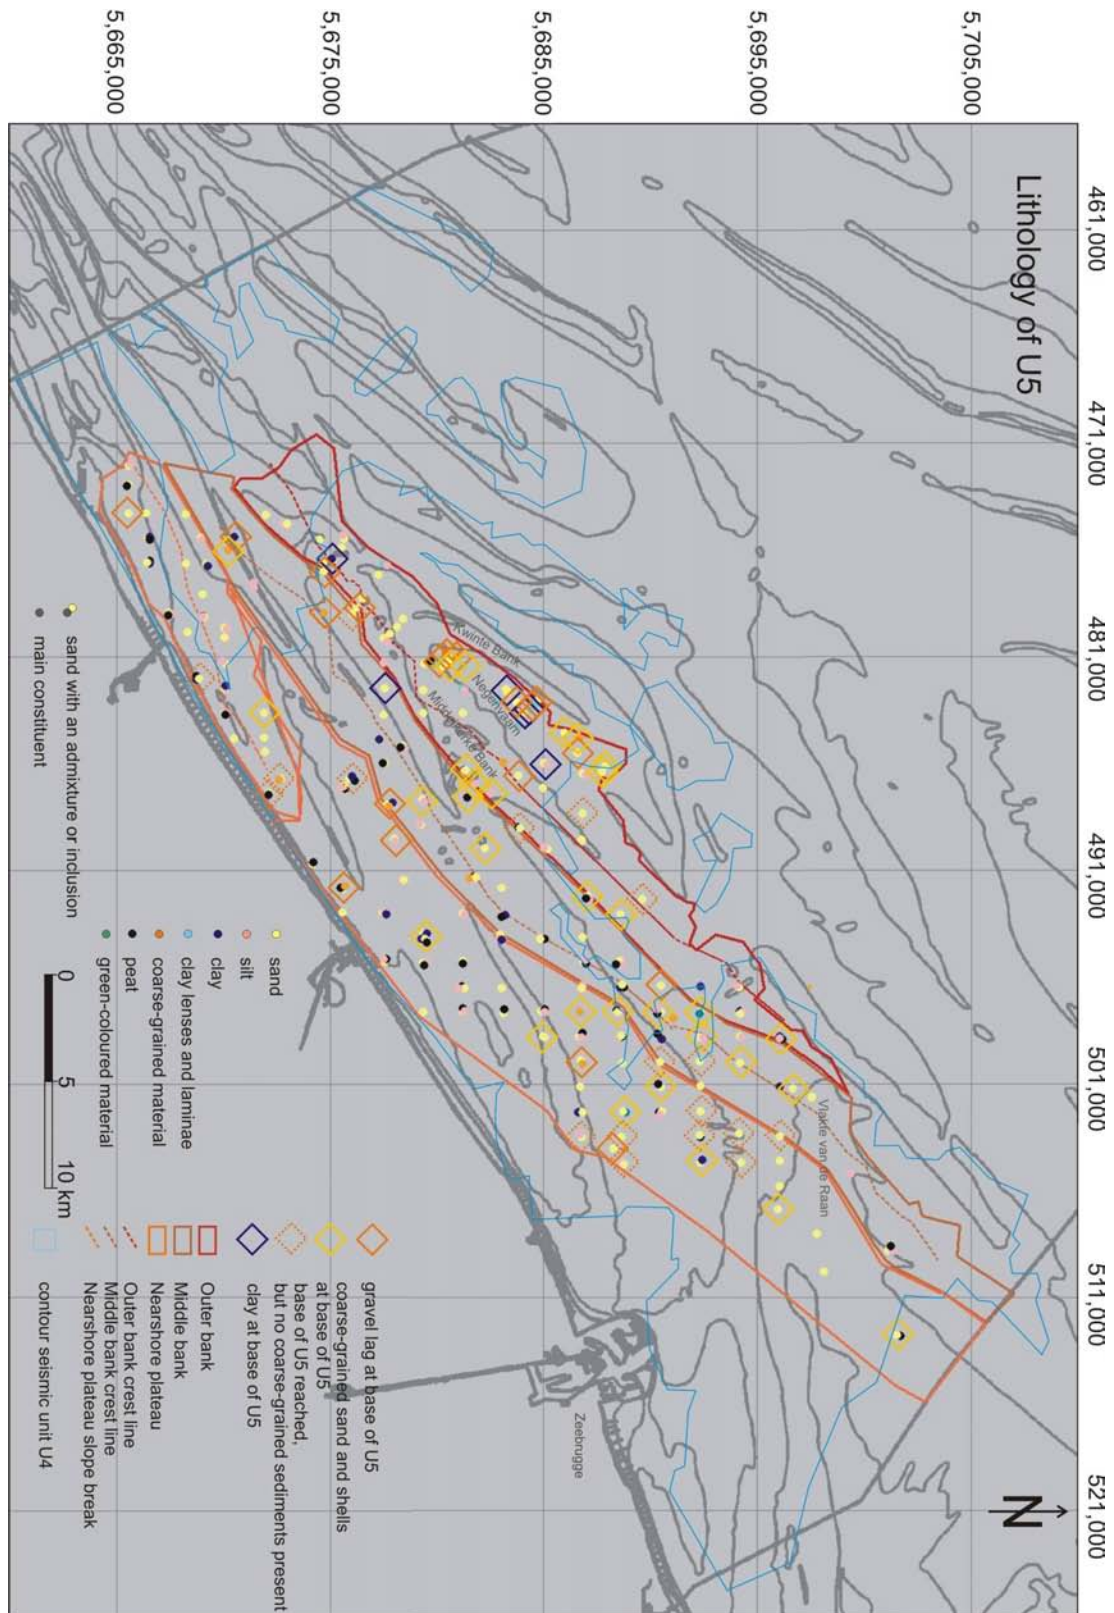 Lithology of U5
461,000
471,000
481,000
491,000
501,000
511,000
521,000
5,705,000
5,695,000
5,685,000
5,675,000
5,665,000
Kwinte Bank
Negenvaam
Middelkerke Bank
Vlakte van de Raan
Zeebrugge
N
sand with an admixture or inclusion
main constituent
sand
silt
clay
clay lenses and laminae
coarse-grained material
peat
green-coloured material
0
5
10 km
gravel lag at base of U5
coarse-grained sand and shells
at base of U5
base of U5 reached,
but no coarse-grained sediments present
clay at base of U5
Outer bank
Middle bank
Nearshore plateau
Outer bank crest line
Middle bank crest line
Nearshore plateau slope break
contour seismic unit U4